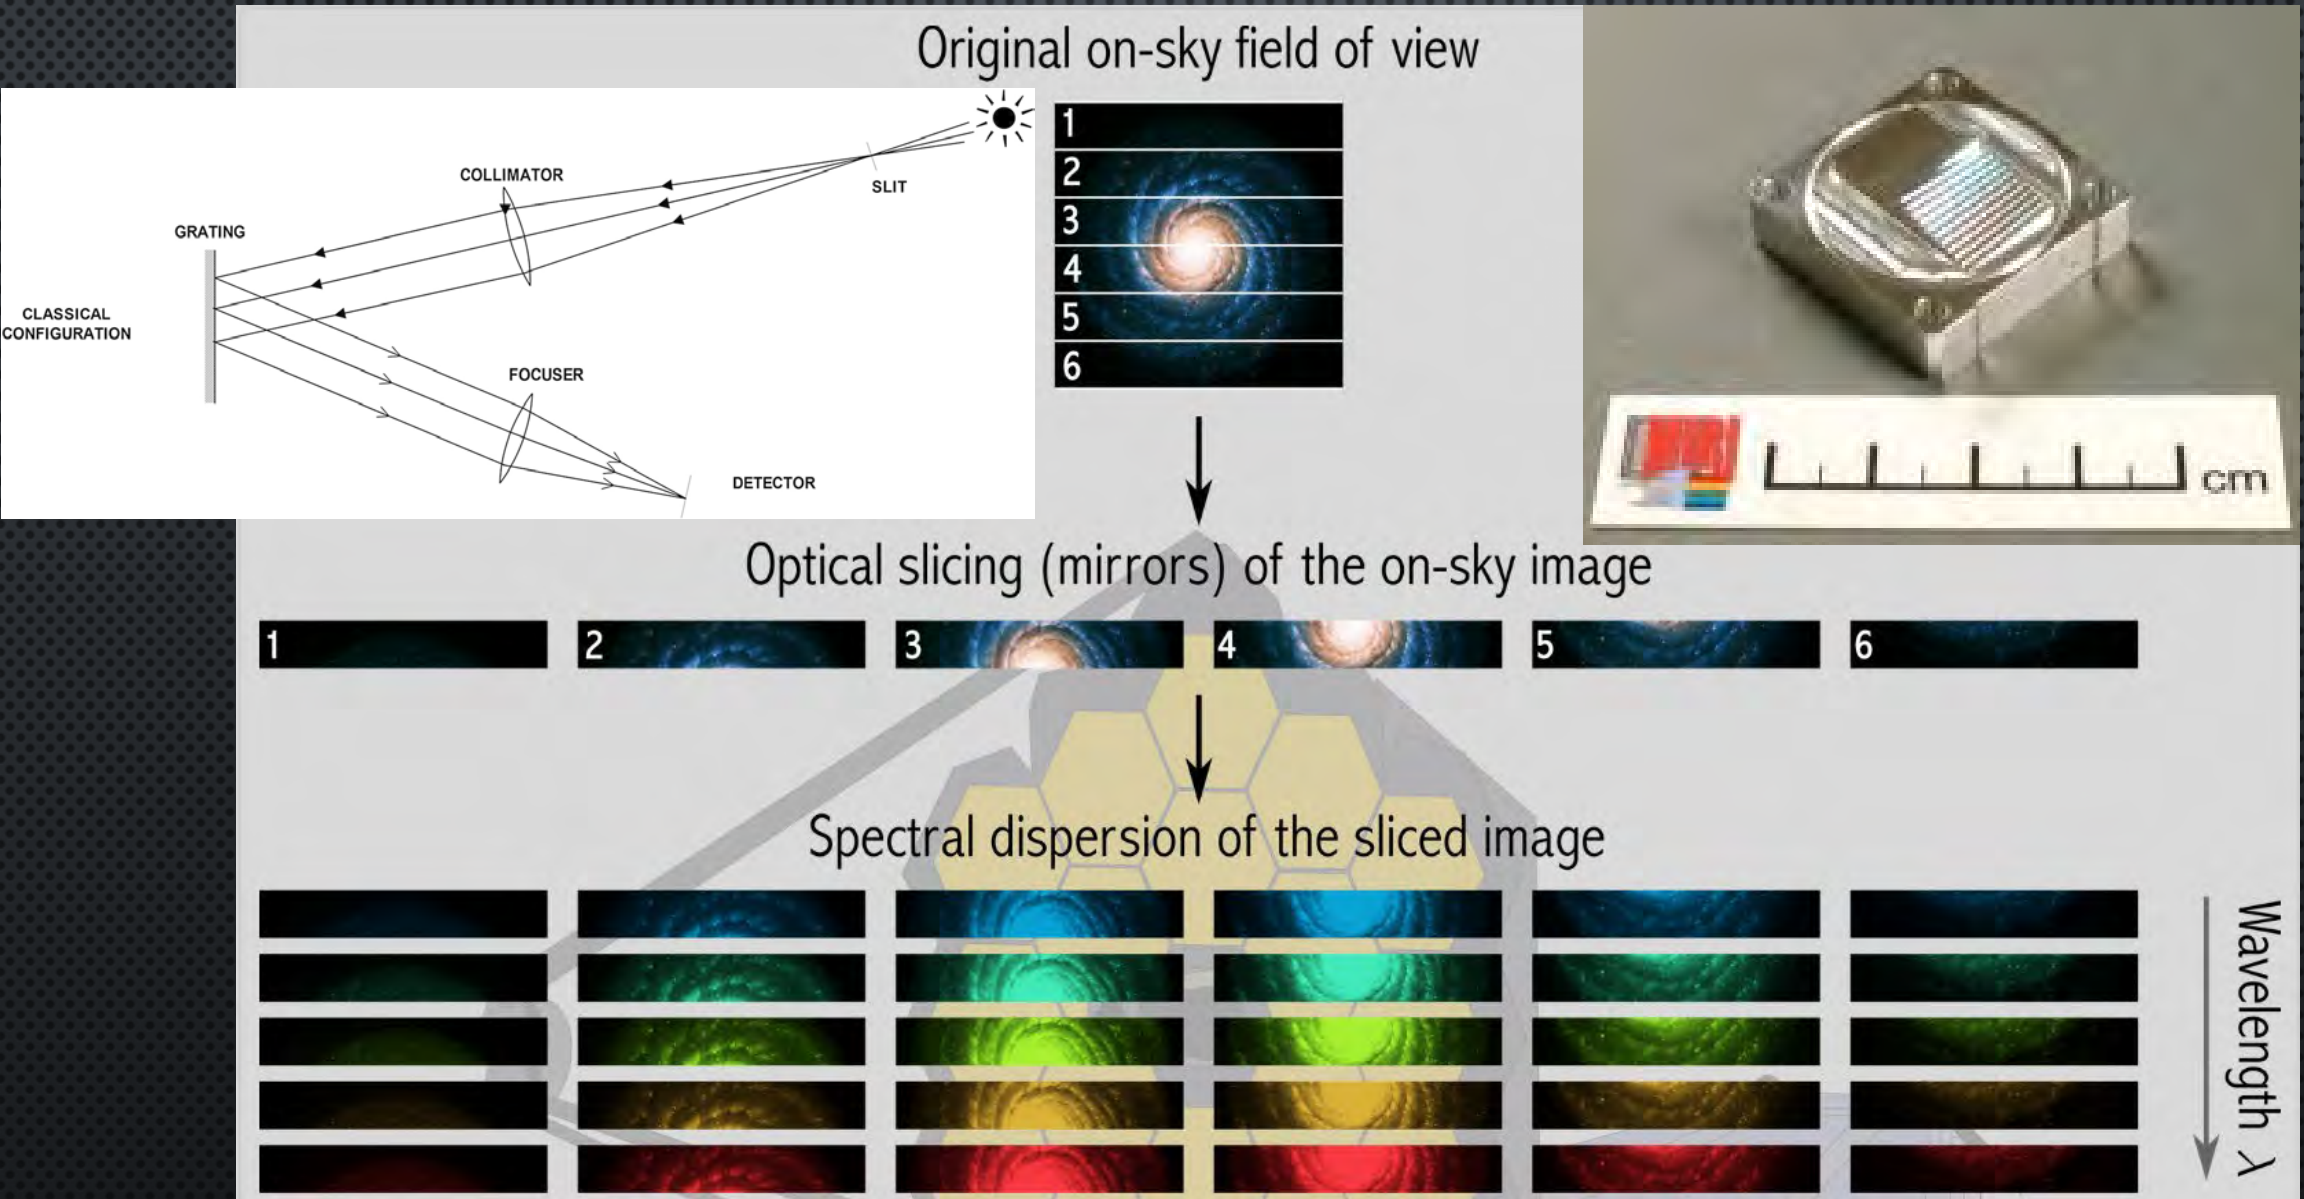 Original on-sky field of view
COLLIMATOR
SLIT
GRATING
CLASSICAL
CONFIGURATION
FOCUSER
DETECTOR
1
2
3
4
5
6
cm
Optical slicing (mirrors) of the on-sky image
1 2 3 4 5 6
Spectral dispersion of the sliced image
Wavelength λ